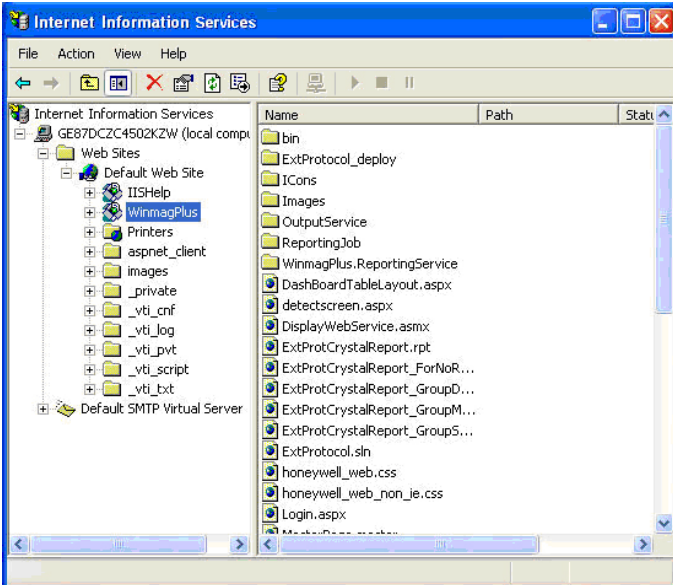 Internet Information Services
File Action View Help
Internet Information Services
GE87DCZC4502KZW (local compu
Web Sites
Default Web Site
IISHelp
WinmagPlus
Printers
aspnet_client
images
_private
_vti_cnf
_vti_log
_vti_pvt
_vti_script
_vti_txt
Default SMTP Virtual Server
Name Path Statu
bin
ExtProtocol_deploy
ICons
Images
OutputService
ReportingJob
WinmagPlus.ReportingService
DashBoardTableLayout.aspx
detectscreen.aspx
DisplayWebService.asmx
ExtProtCrystalReport.rpt
ExtProtCrystalReport_ForNoR...
ExtProtCrystalReport_GroupD...
ExtProtCrystalReport_GroupM...
ExtProtCrystalReport_GroupS...
ExtProtocol.sln
honeywell_web.css
honeywell_web_non_ie.css
Login.aspx
MasterPage.master